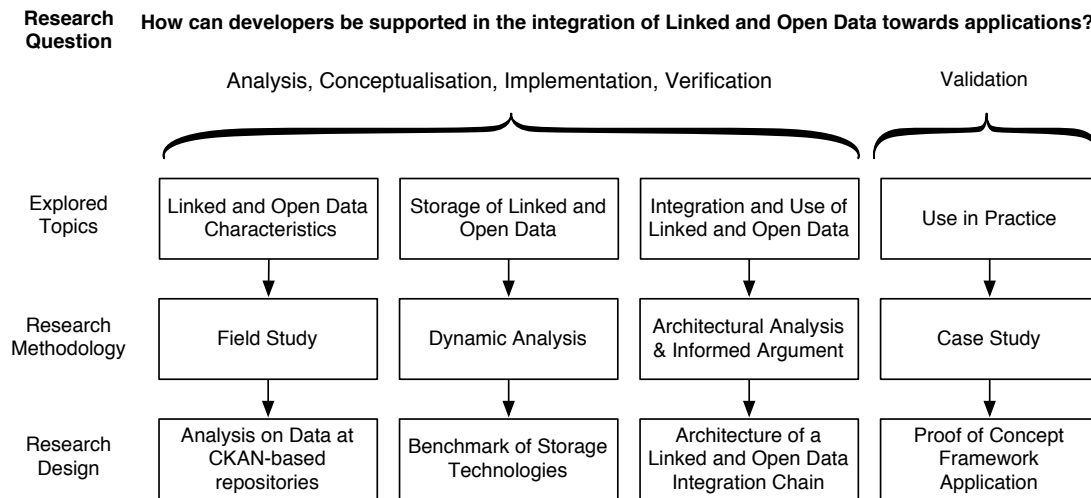 Research
Question
How can developers be supported in the integration of Linked and Open Data towards applications?
Analysis, Conceptualisation, Implementation, Verification
Validation
Explored
Topics
Linked and Open Data
Characteristics
Storage of Linked and
Open Data
Integration and Use of
Linked and Open Data
Use in Practice
Research
Methodology
Field Study
Dynamic Analysis
Architectural Analysis
& Informed Argument
Case Study
Research
Design
Analysis on Data at
CKAN-based
repositories
Benchmark of Storage
Technologies
Architecture of a
Linked and Open Data
Integration Chain
Proof of Concept
Framework
Application